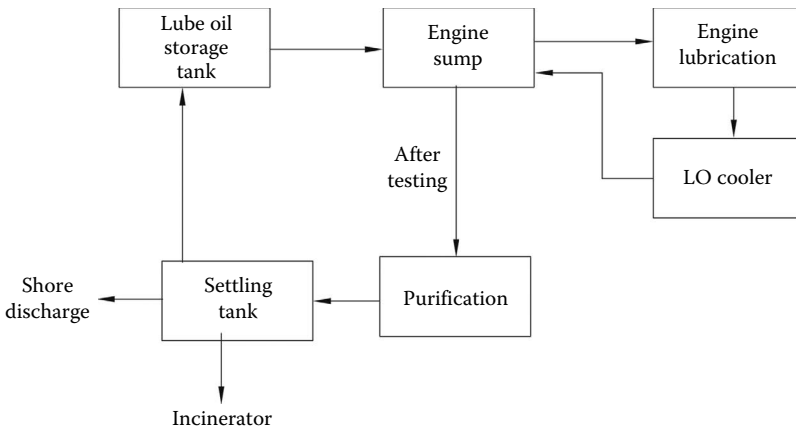 Lube oil
storage
tank
Engine
sump
Engine
lubrication
After
testing
LO cooler
Shore
discharge
Settling
tank
Purification
Incinerator